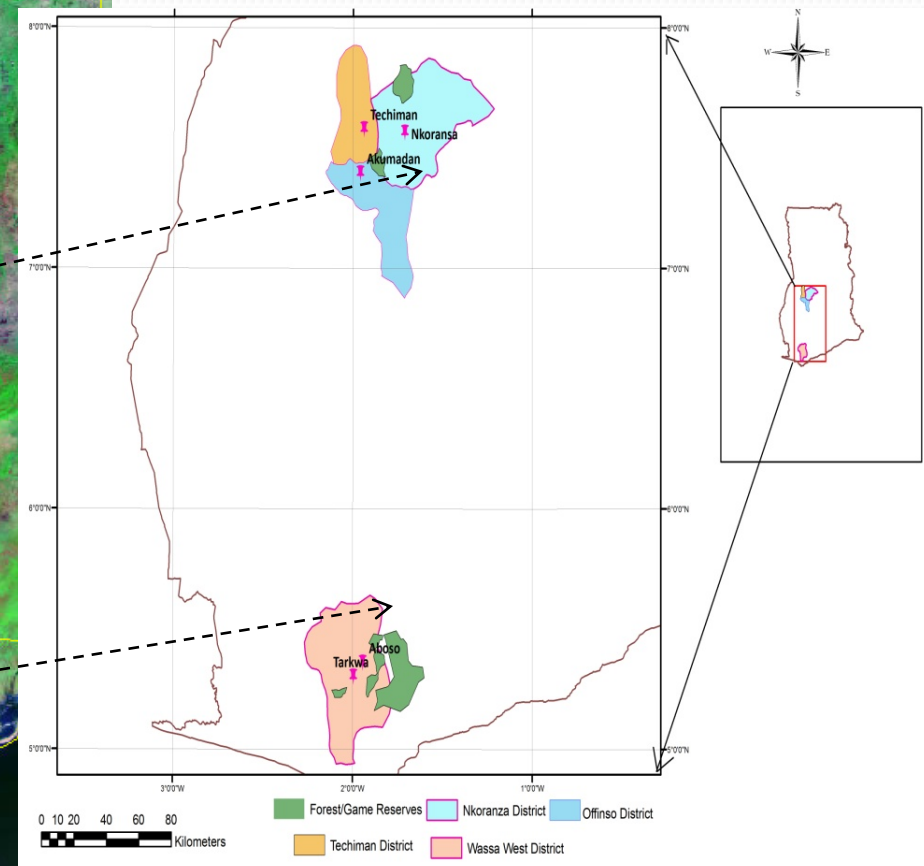 N
W E
S
8°0'0"N 8°0'0"N
Techiman
Nkoransa
Akumadan
7°0'0"N 7°0'0"N
6°0'0"N 6°0'0"N
Aboso
Tarkwa
5°0'0"N 5°0'0"N
3°0'0"W 2°0'0"W 1°0'0"W
0 10 20 40 60 80
Kilometers
Forest/Game Reserves Nkoranza District Offinso District
Techiman District Wassa West District